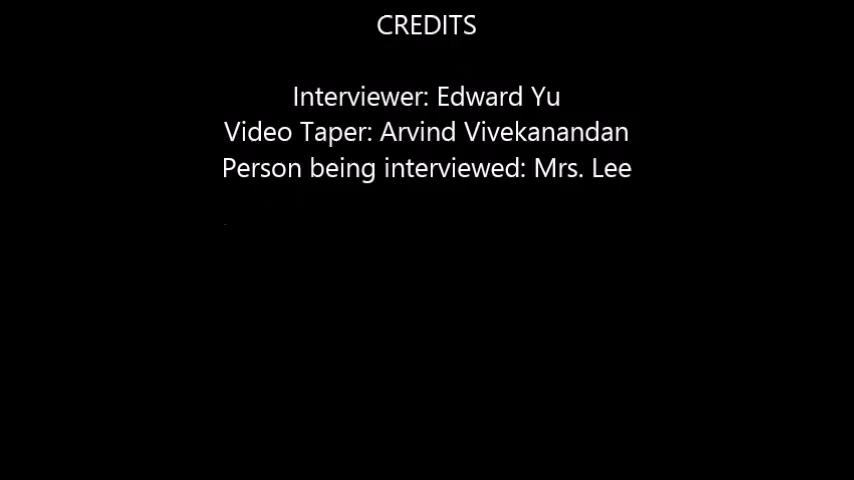 CREDITS
Interviewer: Edward Yu
Video Taper: Arvind Vivekanandan
Person being interviewed: Mrs. Lee